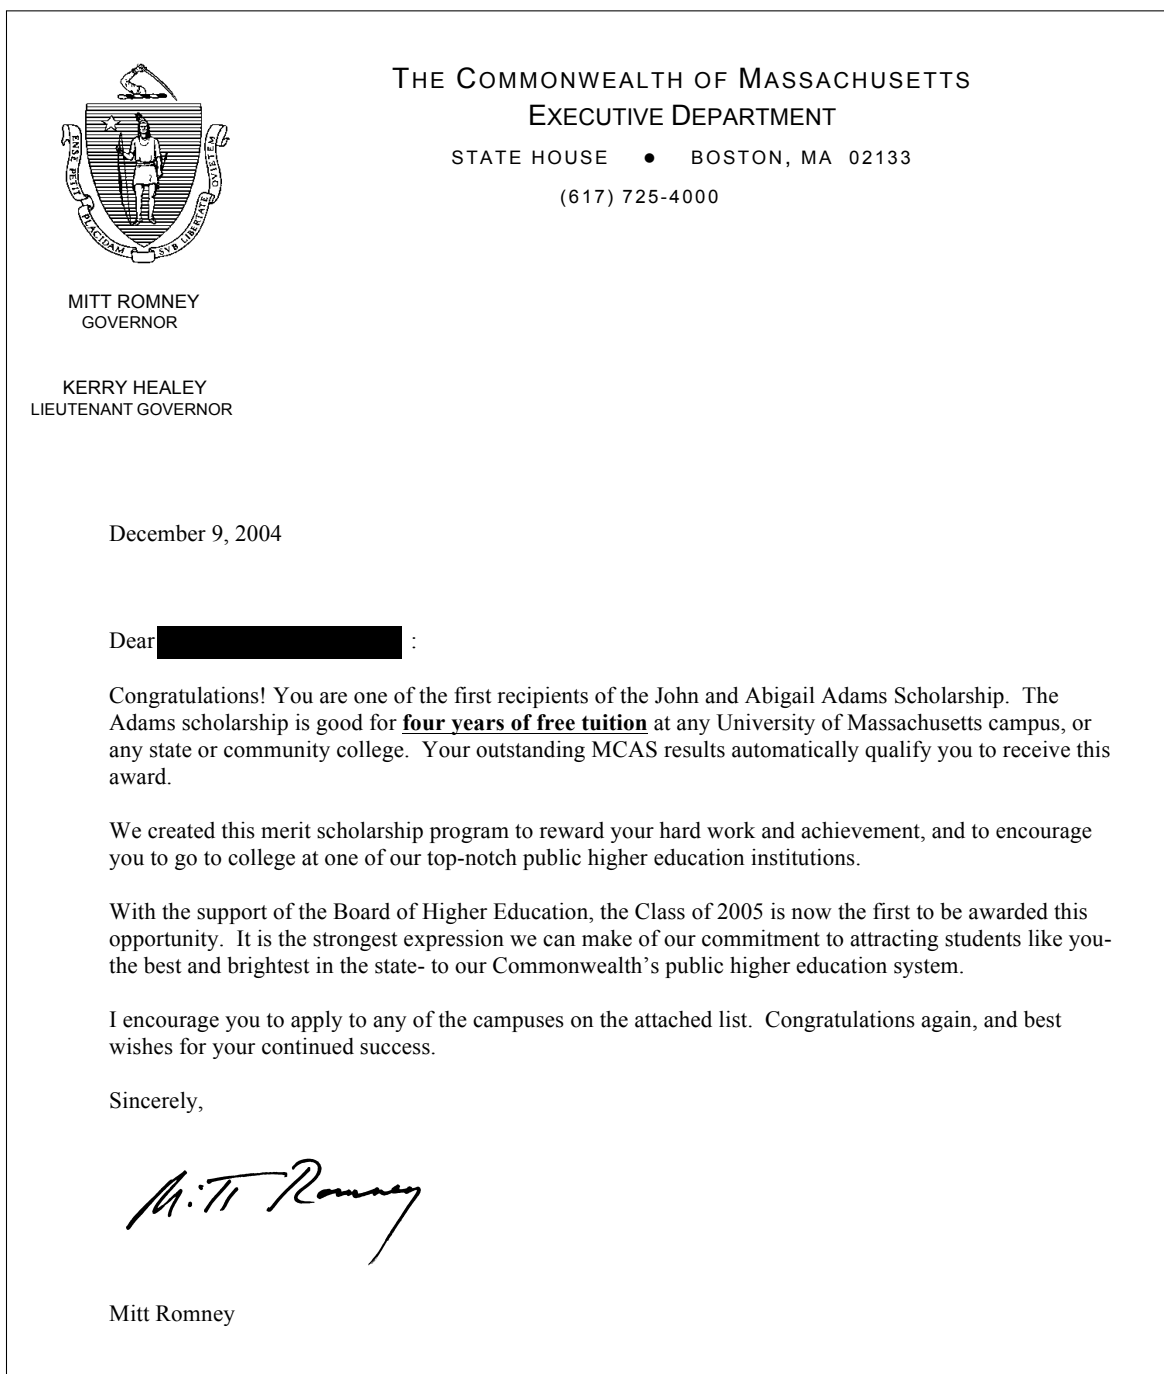 THE COMMONWEALTH OF MASSACHUSETTS
EXECUTIVE DEPARTMENT
STATE HOUSE ● BOSTON, MA 02133
(617) 725-4000
ENSE PETIT PLACIDAM SVB LIBERTATE QVIETEM
MITT ROMNEY
GOVERNOR
KERRY HEALEY
LIEUTENANT GOVERNOR
December 9, 2004
Dear :
Congratulations! You are one of the first recipients of the John and Abigail Adams Scholarship. The
Adams scholarship is good for four years of free tuition at any University of Massachusetts campus, or
any state or community college. Your outstanding MCAS results automatically qualify you to receive this
award.
We created this merit scholarship program to reward your hard work and achievement, and to encourage
you to go to college at one of our top-notch public higher education institutions.
With the support of the Board of Higher Education, the Class of 2005 is now the first to be awarded this
opportunity. It is the strongest expression we can make of our commitment to attracting students like you-
the best and brightest in the state- to our Commonwealth’s public higher education system.
I encourage you to apply to any of the campuses on the attached list. Congratulations again, and best
wishes for your continued success.
Sincerely,
Mitt Romney
Mitt Romney